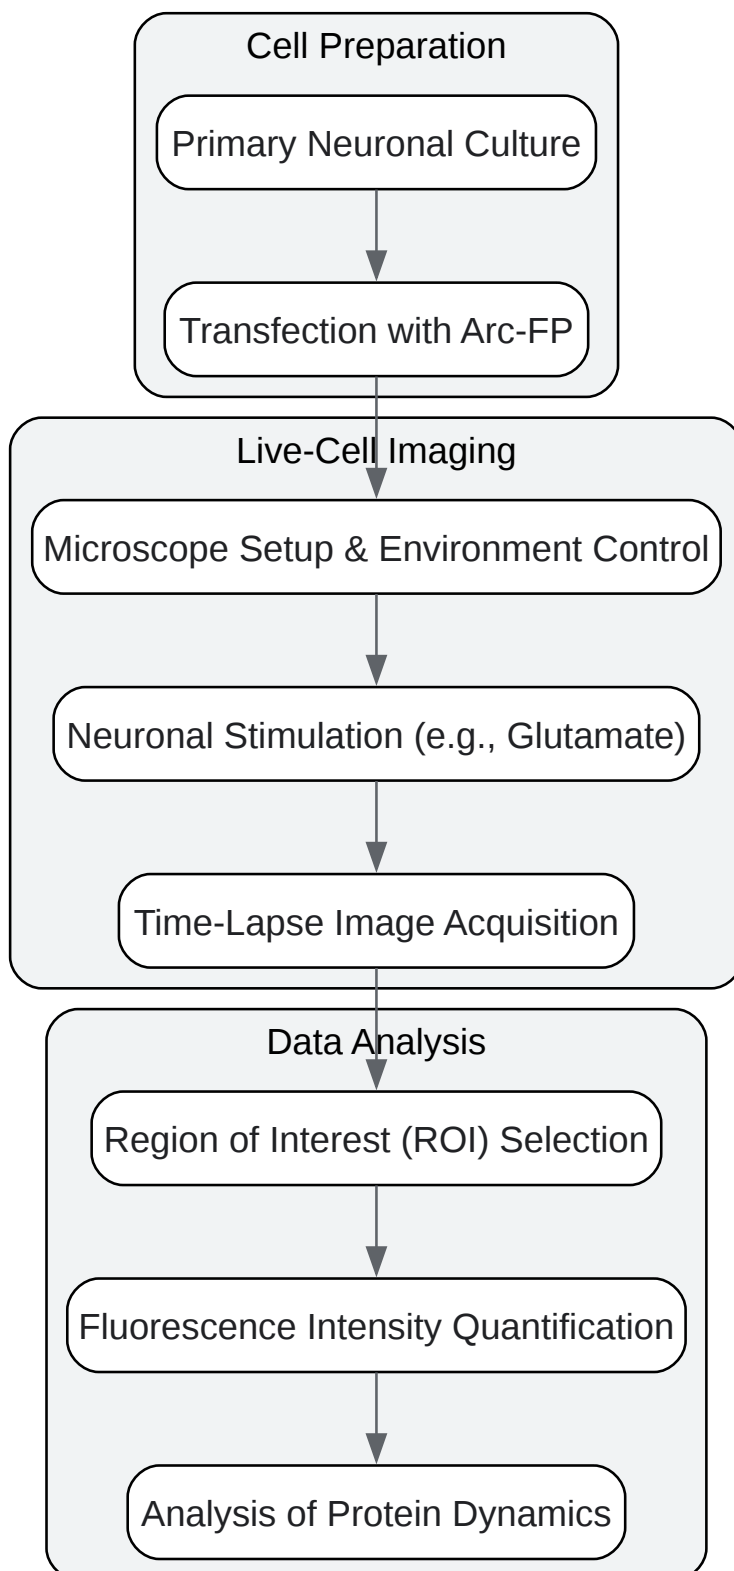 Cell Preparation
Primary Neuronal Culture
Transfection with Arc-FP
Live-Cell Imaging
Microscope Setup & Environment Control
Neuronal Stimulation (e.g., Glutamate)
Time-Lapse Image Acquisition
Data Analysis
Region of Interest (ROI) Selection
Fluorescence Intensity Quantification
Analysis of Protein Dynamics